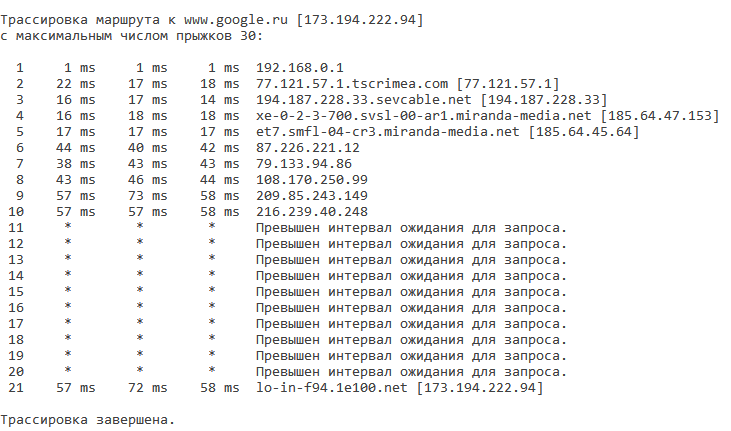 Трассировка маршрута к www.google.ru [173.194.222.94]
с максимальным числом прыжков 30:
1 1 ms 1 ms 1 ms 192.168.0.1
2 22 ms 17 ms 18 ms 77.121.57.1.tscrimea.com [77.121.57.1]
3 16 ms 17 ms 14 ms 194.187.228.33.sevcable.net [194.187.228.33]
4 16 ms 18 ms 18 ms xe-0-2-3-700.svsl-00-ar1.miranda-media.net [185.64.47.153]
5 17 ms 17 ms 17 ms et7.smfl-04-cr3.miranda-media.net [185.64.45.64]
6 44 ms 40 ms 42 ms 87.226.221.12
7 38 ms 43 ms 43 ms 79.133.94.86
8 43 ms 46 ms 44 ms 108.170.250.99
9 57 ms 73 ms 58 ms 209.85.243.149
10 57 ms 57 ms 58 ms 216.239.40.248
11 * * * Превышен интервал ожидания для запроса.
12 * * * Превышен интервал ожидания для запроса.
13 * * * Превышен интервал ожидания для запроса.
14 * * * Превышен интервал ожидания для запроса.
15 * * * Превышен интервал ожидания для запроса.
16 * * * Превышен интервал ожидания для запроса.
17 * * * Превышен интервал ожидания для запроса.
18 * * * Превышен интервал ожидания для запроса.
19 * * * Превышен интервал ожидания для запроса.
20 * * * Превышен интервал ожидания для запроса.
21 57 ms 72 ms 58 ms lo-in-f94.1e100.net [173.194.222.94]
Трассировка завершена.